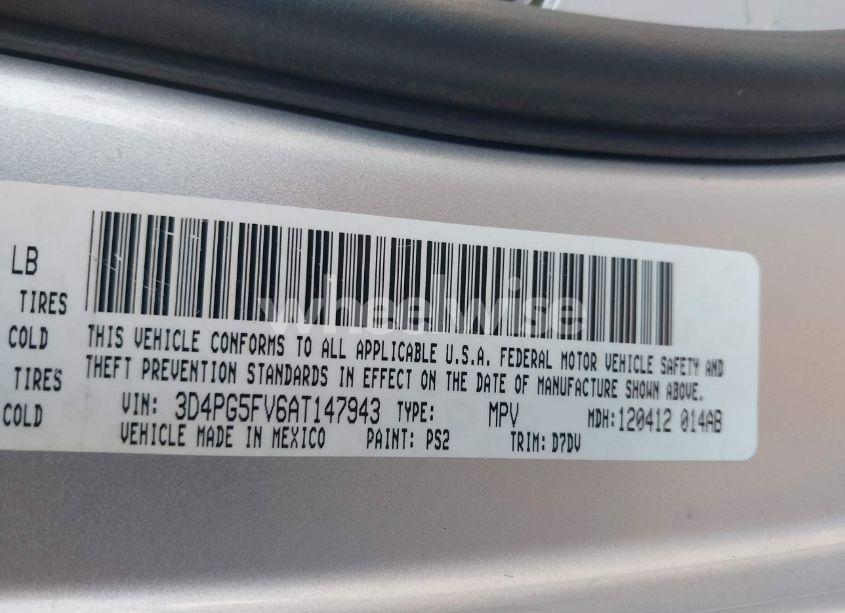 LB
TIRES
COLD
TIRES
COLD
wheelwise
THIS VEHICLE CONFORMS TO ALL APPLICABLE U.S.A. FEDERAL MOTOR VEHICLE SAFETY AND
THEFT PREVENTION STANDARDS IN EFFECT ON THE DATE OF MANUFACTURE SHOWN ABOVE.
VIN: 3D4PG5FV6AT147943 TYPE: MPV MDH:120412 014AB
VEHICLE MADE IN MEXICO PAINT: PS2 TRIM: D7DV